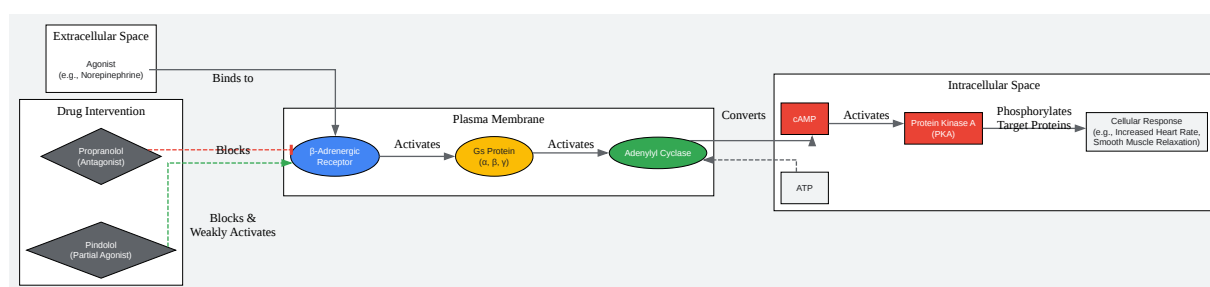 Extracellular Space
Agonist
(e.g., Norepinephrine)
Binds to
Drug Intervention
Propranolol
(Antagonist)
Blocks
Pindolol
(Partial Agonist)
Blocks &
Weakly Activates
Plasma Membrane
β-Adrenergic
Receptor
Activates
Gs Protein
(α, β, γ)
Activates
Adenylyl Cyclase
Converts
Intracellular Space
cAMP
Activates
Protein Kinase A
(PKA)
Phosphorylates
Target Proteins
Cellular Response
(e.g., Increased Heart Rate,
Smooth Muscle Relaxation)
ATP